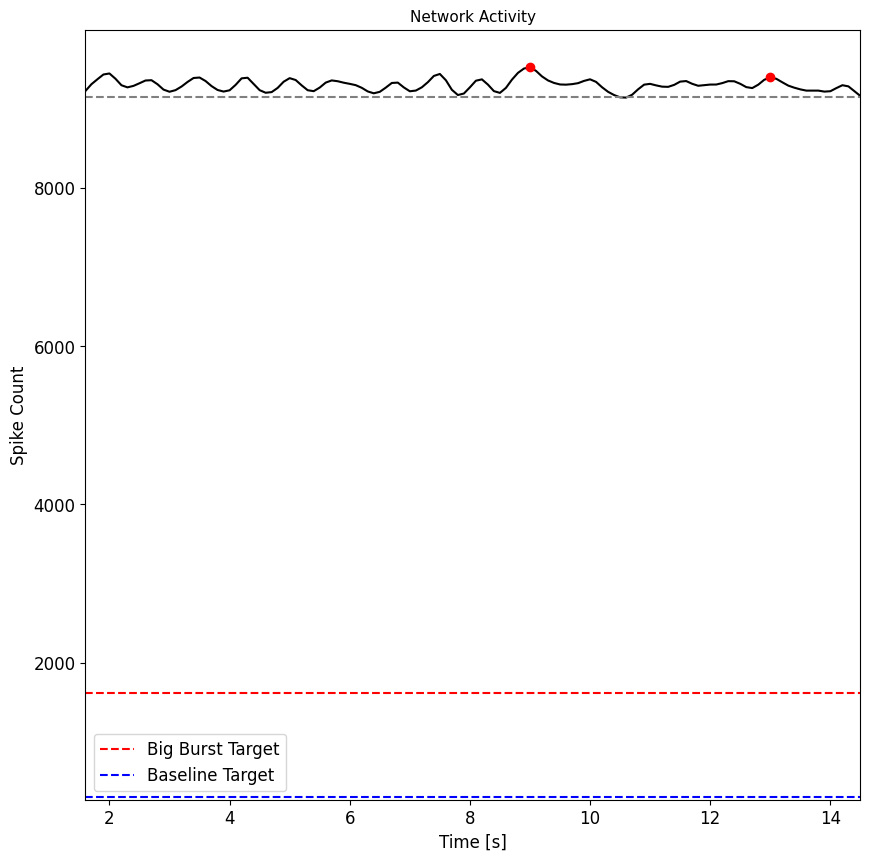 Network Activity
Spike Count
8000
6000
4000
2000
Big Burst Target
Baseline Target
2 4 6 8 10 12 14
Time [s]